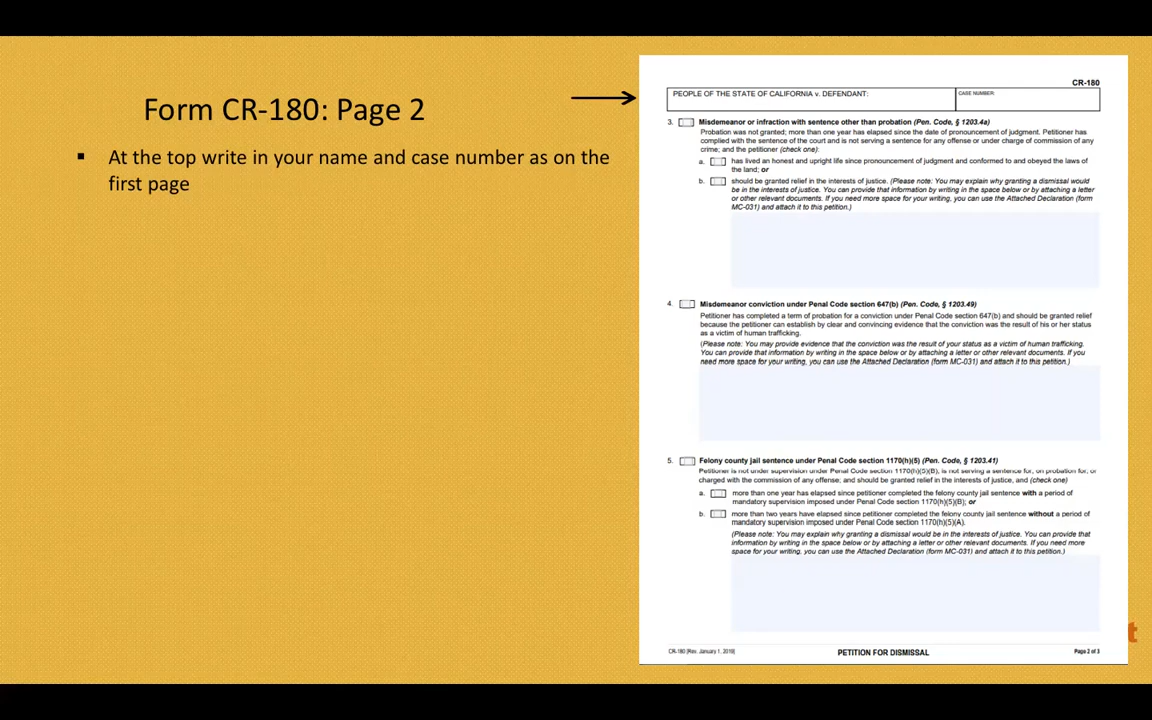 Form CR-180: Page 2
At the top write in your name and case number as on the
first page
CR-180
PEOPLE OF THE STATE OF CALIFORNIA v. DEFENDANT:
CASE NUMBER:
3. Misdemeanor or infraction with sentence other than probation (Pen. Code, § 1203.4a)
Probation was not granted; more than one year has elapsed since the date of pronouncement of judgment. Petitioner has
complied with the sentence of the court and is not serving a sentence for any offense or under charge of commission of any
crime; and the petitioner (check one):
a. has lived an honest and upright life since pronouncement of judgment and conformed to and obeyed the laws of
the land; or
b. should be granted relief in the interests of justice. (Please note: You may explain why granting a dismissal would
be in the interests of justice. You can provide that information by writing in the space below or by attaching a letter
or other relevant documents. If you need more space for your writing, you can use the Attached Declaration (form
MC-031) and attach it to this petition.)
4. Misdemeanor conviction under Penal Code section 647(b) (Pen. Code, § 1203.49)
Petitioner has completed a term of probation for a conviction under Penal Code section 647(b) and should be granted relief
because the petitioner can establish by clear and convincing evidence that the conviction was the result of his or her status
as a victim of human trafficking.
(Please note: You may provide evidence that the conviction was the result of your status as a victim of human trafficking.
You can provide that information by writing in the space below or by attaching a letter or other relevant documents. If you
need more space for your writing, you can use the Attached Declaration (form MC-031) and attach it to this petition.)
5. Felony county jail sentence under Penal Code section 1170(h)(5) (Pen. Code, § 1203.41)
Petitioner is not under supervision under Penal Code section 1170(h)(5)(B), is not serving a sentence for, on probation for, or
charged with the commission of any offense; and should be granted relief in the interests of justice, and (check one)
a. more than one year has elapsed since petitioner completed the felony county jail sentence with a period of
mandatory supervision imposed under Penal Code section 1170(h)(5)(B); or
b. more than two years have elapsed since petitioner completed the felony county jail sentence without a period of
mandatory supervision imposed under Penal Code section 1170(h)(5)(A).
(Please note: You may explain why granting a dismissal would be in the interests of justice. You can provide that
information by writing in the space below or by attaching a letter or other relevant documents. If you need more
space for your writing, you can use the Attached Declaration (form MC-031) and attach it to this petition.)
CR-180 [Rev. January 1, 2019]
PETITION FOR DISMISSAL
Page 2 of 3